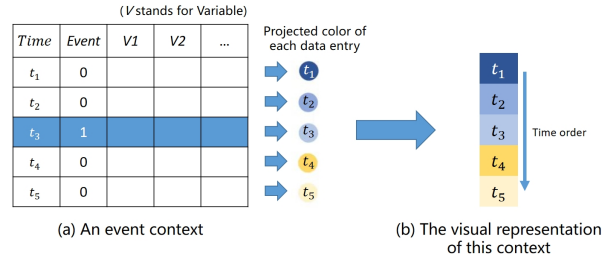 (V stands for Variable)
Time Event V1 V2 ...
t1 0
t2 0
t3 1
t4 0
t5 0
Projected color of
each data entry
t1
t2
t3
t4
t5
t1
t2
t3
t4
t5
Time order
(a) An event context
(b) The visual representation
of this context